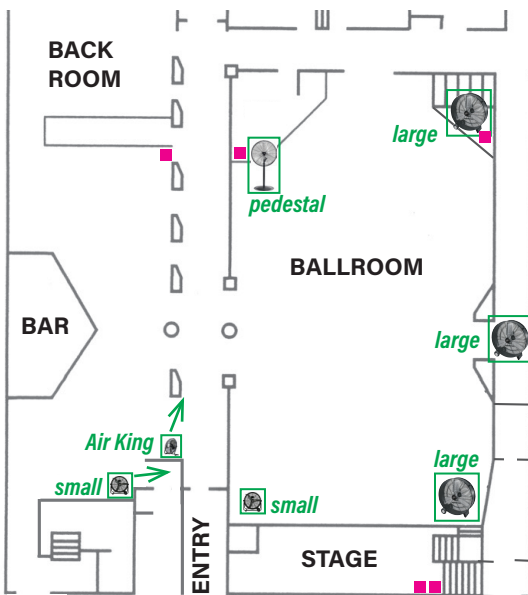 BACK
ROOM
large
pedestal
BALLROOM
BAR
large
Air King
large
small
small
ENTRY
STAGE